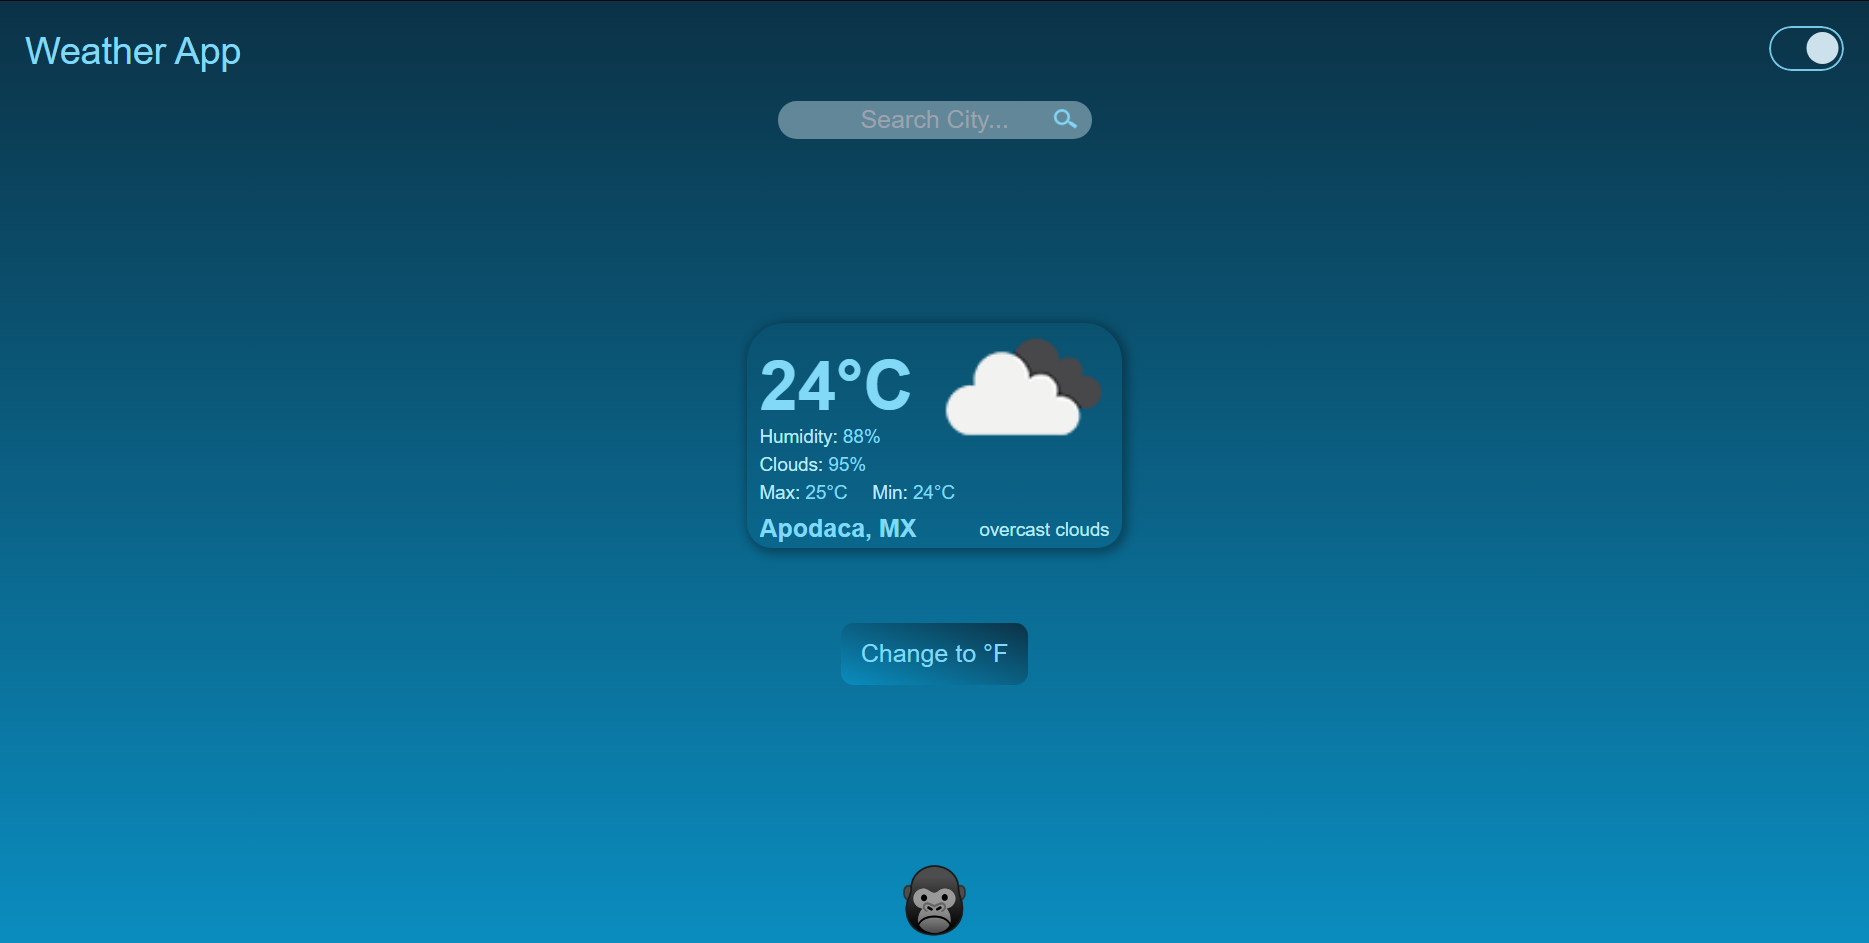 Weather App
Search City...
24°C
Humidity: 88%
Clouds: 95%
Max: 25°C Min: 24°C
Apodaca, MX overcast clouds
Change to °F